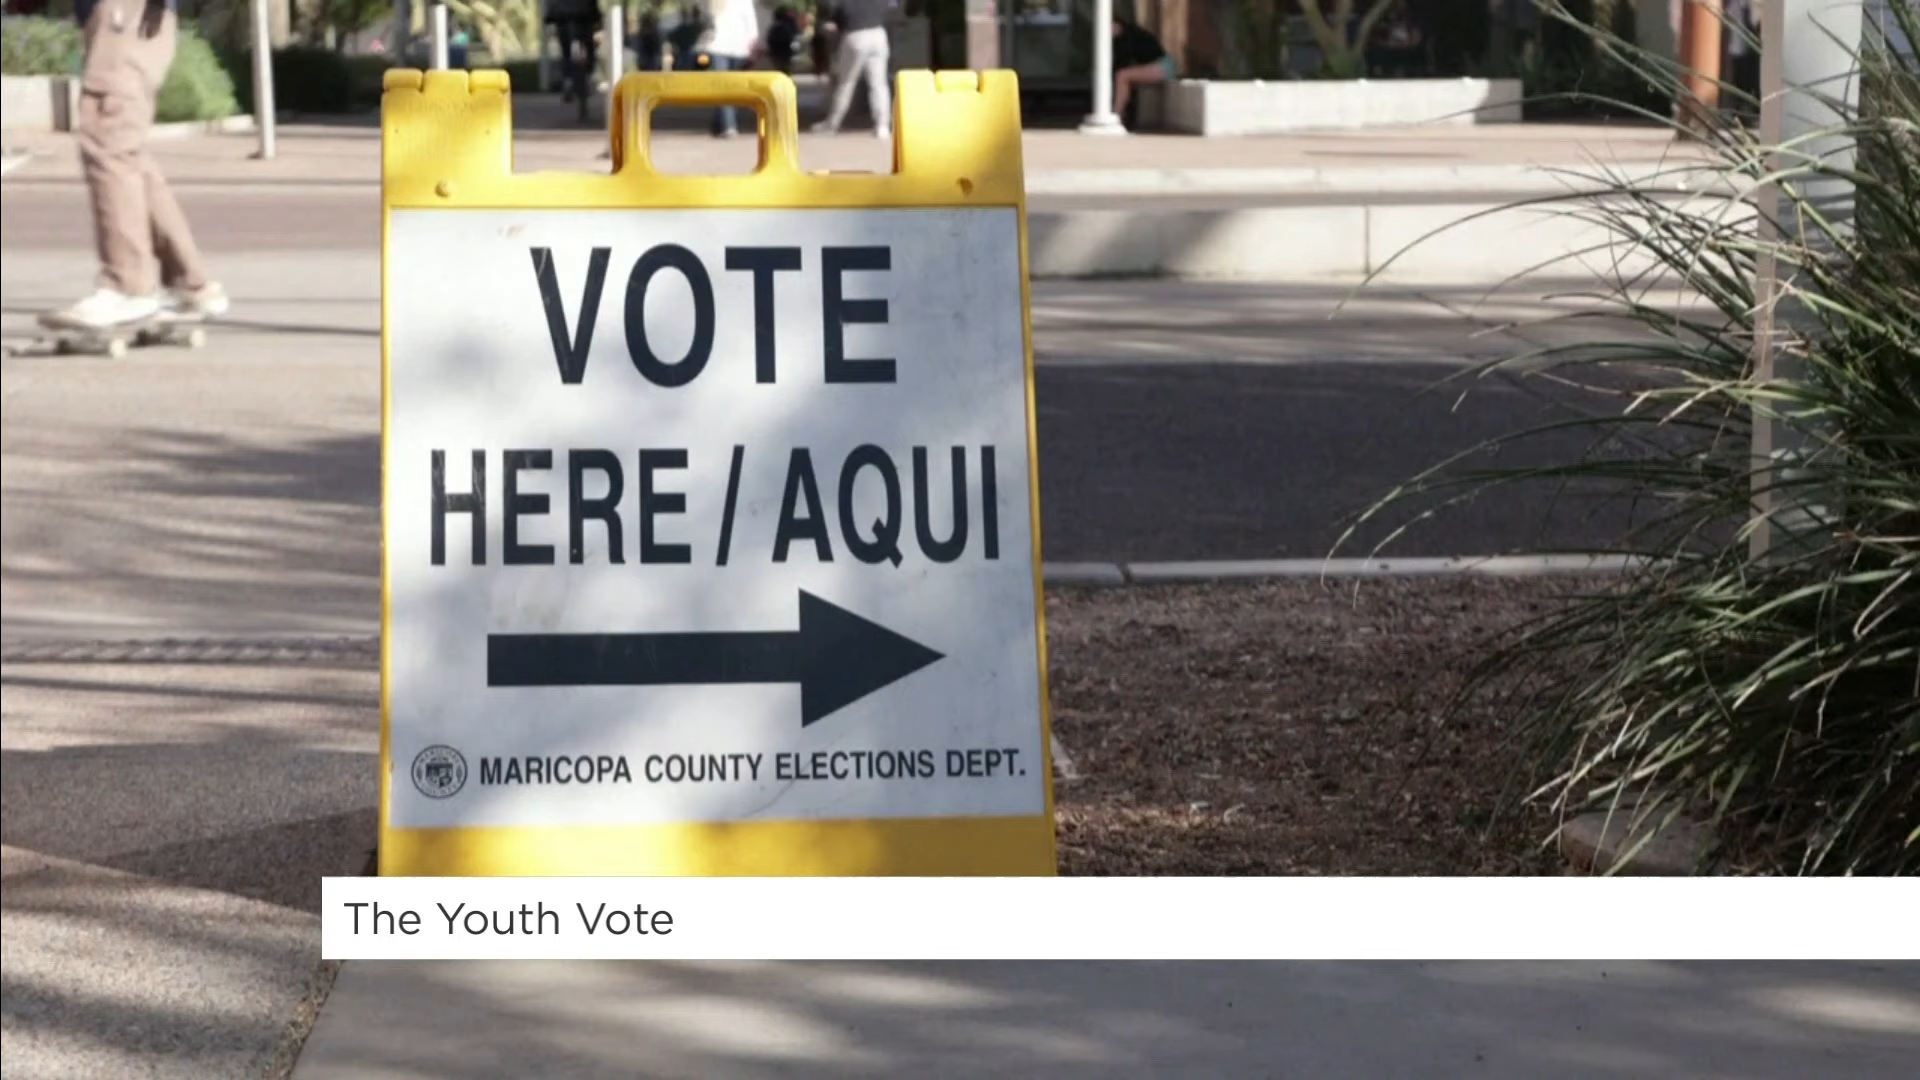 VOTE
HERE / AQUI
MARICOPA COUNTY ELECTIONS DEPT.
The Youth Vote